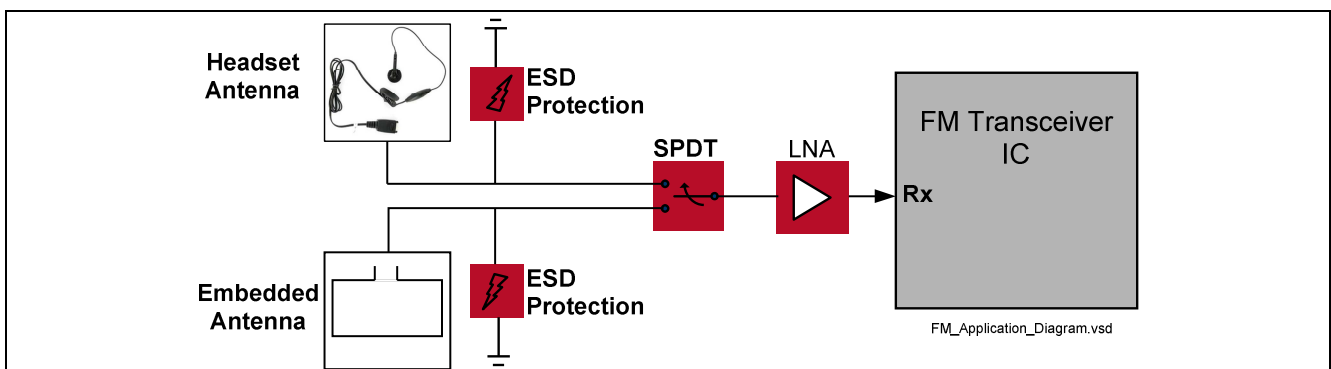 Headset
Antenna
ESD
Protection
SPDT
LNA
FM Transceiver
IC
Rx
Embedded
Antenna
ESD
Protection
FM_Application_Diagram.vsd